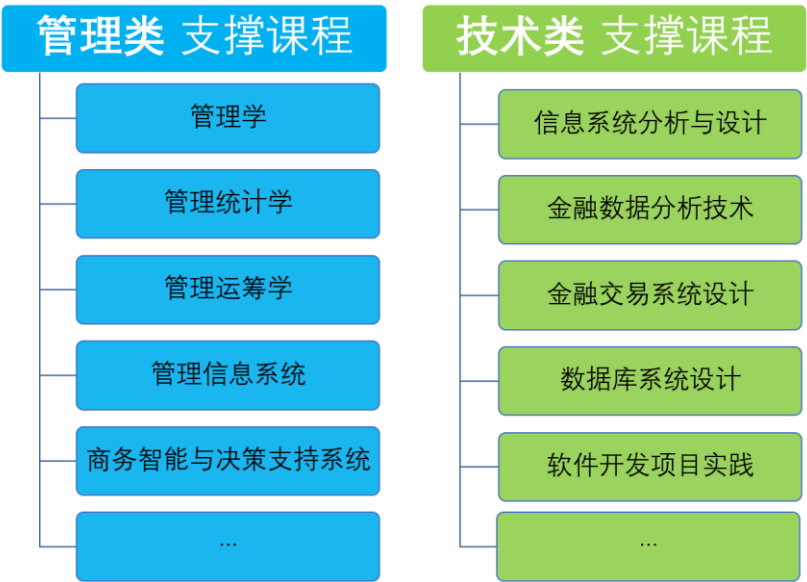 管理类 支撑课程
管理学
管理统计学
管理运筹学
管理信息系统
商务智能与决策支持系统
...
技术类 支撑课程
信息系统分析与设计
金融数据分析技术
金融交易系统设计
数据库系统设计
软件开发项目实践
...